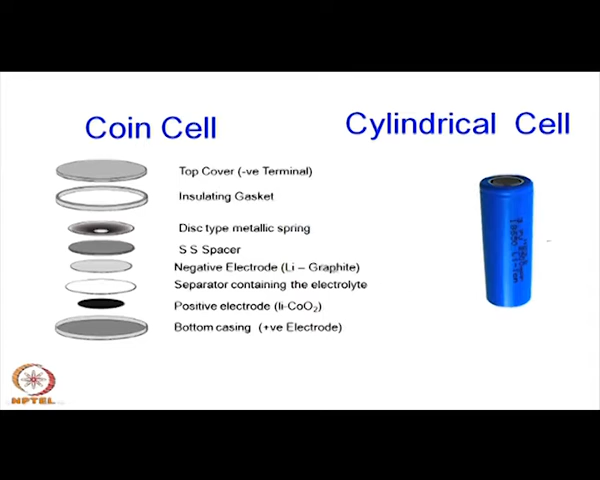 Coin Cell
Top Cover (-ve Terminal)
Insulating Gasket
Disc type metallic spring
S S Spacer
Negative Electrode (Li – Graphite)
Separator containing the electrolyte
Positive electrode (li-CoO₂)
Bottom casing (+ve Electrode)
Cylindrical Cell
NPTEL